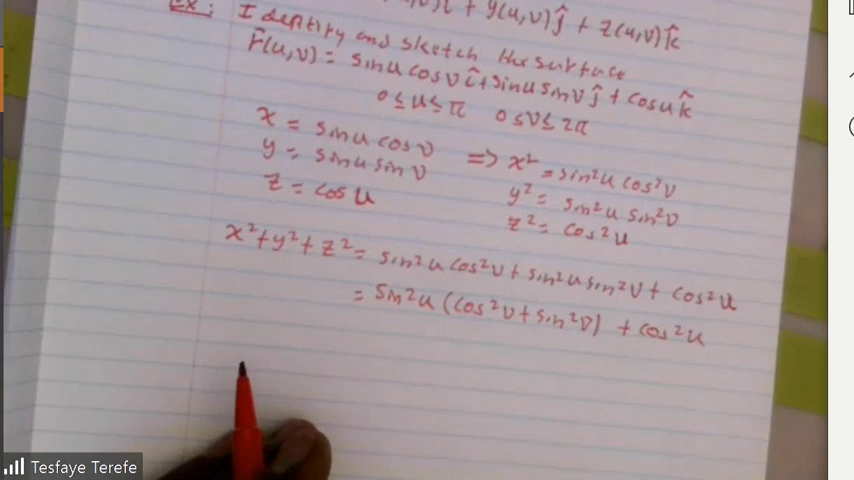 + y(u,v)ĵ + z(u,v)k̂
Ex: Identify and sketch the surface
r̂(u,v) = sinu cosv î + sinu sinv ĵ + cosu k̂
0 ≤ u ≤ π 0 ≤ v ≤ 2π
x = sinu cosv => x² = sin²u cos²v
y = sinu sinv y² = sin²u sin²v
z = cos u z² = cos²u
x² + y² + z² = sin²u cos²v + sin²u sin²v + cos²u
= sin²u (cos²v + sin²v) + cos²u
Tesfaye Terefe